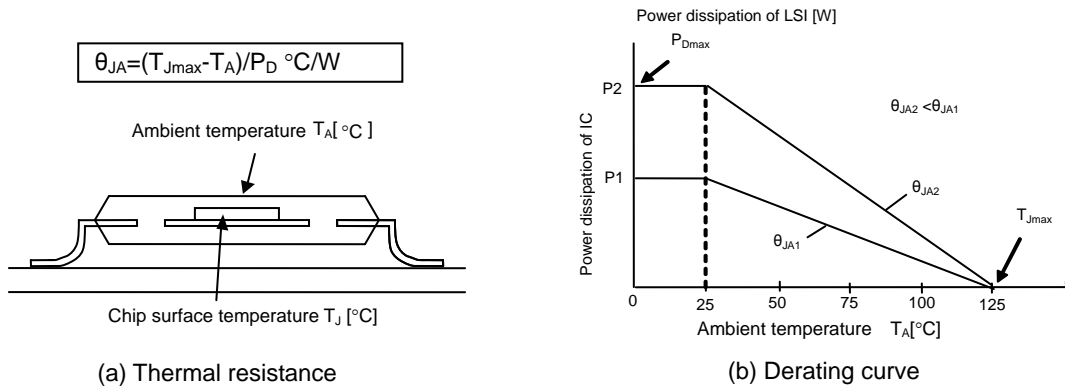 θJA=(TJmax-TA)/PD °C/W
Ambient temperature TA[ °C ]
Chip surface temperature TJ [°C]
(a) Thermal resistance
Power dissipation of LSI [W]
PDmax
P2
θJA2 <θJA1
Power dissipation of IC
P1
θJA2
TJmax
θJA1
0 25 50 75 100 125
Ambient temperature TA[°C]
(b) Derating curve